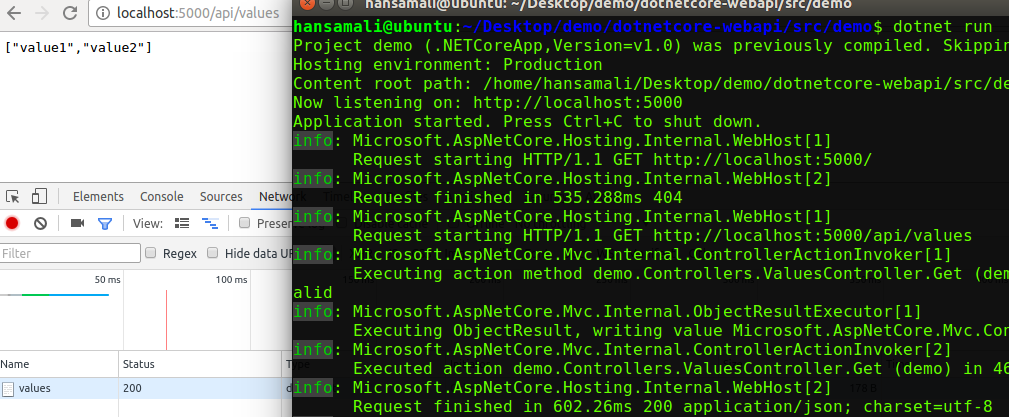 localhost:5000/api/values
["value1","value2"]
Elements Console Sources Network
View: Preser
Filter Regex Hide data UR
50 ms 100 ms
Name Status Type
values 200
hansamali@ubuntu: ~/Desktop/demo/dotnetcore-webapi/src/demo
hansamali@ubuntu:~/Desktop/demo/dotnetcore-webapi/src/demo$ dotnet run
Project demo (.NETCoreApp,Version=v1.0) was previously compiled. Skippin
Hosting environment: Production
Content root path: /home/hansamali/Desktop/demo/dotnetcore-webapi/src/de
Now listening on: http://localhost:5000
Application started. Press Ctrl+C to shut down.
info: Microsoft.AspNetCore.Hosting.Internal.WebHost[1]
Request starting HTTP/1.1 GET http://localhost:5000/
info: Microsoft.AspNetCore.Hosting.Internal.WebHost[2]
Request finished in 535.288ms 404
info: Microsoft.AspNetCore.Hosting.Internal.WebHost[1]
Request starting HTTP/1.1 GET http://localhost:5000/api/values
info: Microsoft.AspNetCore.Mvc.Internal.ControllerActionInvoker[1]
Executing action method demo.Controllers.ValuesController.Get (dem
alid
info: Microsoft.AspNetCore.Mvc.Internal.ObjectResultExecutor[1]
Executing ObjectResult, writing value Microsoft.AspNetCore.Mvc.Con
info: Microsoft.AspNetCore.Mvc.Internal.ControllerActionInvoker[2]
Executed action demo.Controllers.ValuesController.Get (demo) in 46
info: Microsoft.AspNetCore.Hosting.Internal.WebHost[2]
Request finished in 602.26ms 200 application/json; charset=utf-8